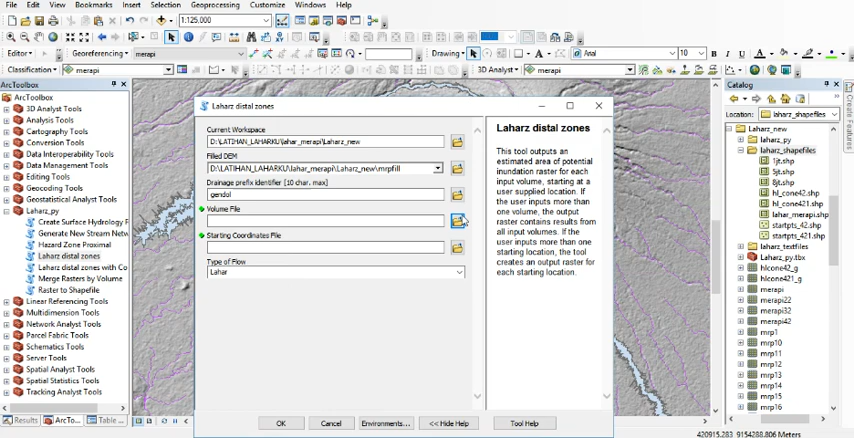 File Edit View Bookmarks Insert Selection Geoprocessing Customize Windows Help
1:125,000
Editor Georeferencing merapi Drawing Arial 10 B I U A
Classification merapi 3D Analyst merapi
ArcToolbox
ArcToolbox
3D Analyst Tools
Analysis Tools
Cartography Tools
Conversion Tools
Data Interoperability Tools
Data Management Tools
Editing Tools
Geocoding Tools
Geostatistical Analyst Tools
Laharz_py
Create Surface Hydrology F
Generate New Stream Netw
Hazard Zone Proximal
Laharz distal zones
Laharz distal zones with Co
Merge Rasters by Volume
Raster to Shapefile
Linear Referencing Tools
Multidimension Tools
Network Analyst Tools
Parcel Fabric Tools
Schematics Tools
Server Tools
Spatial Analyst Tools
Spatial Statistics Tools
Tracking Analyst Tools
Results ArcTo... Table ...
Laharz distal zones
Current Workspace
D:\LATIHAN_LAHARKU\lahar_merapi\Laharz_new
Filled DEM
D:\LATIHAN_LAHARKU\lahar_merapi\Laharz_new\mrpfill
Drainage prefix identifier [10 char. max]
gendol
Volume File
Starting Coordinates File
Type of Flow
Lahar
OK Cancel Environments... << Hide Help Tool Help
Laharz distal zones
This tool outputs an
estimated area of potential
inundation raster for
each input volume,
starting at a
user supplied location. If
the user inputs more than
one volume, the output
raster contains results from
all input volumes. If the
user inputs more than one
starting location, the tool
creates an output raster for
each starting location.
Catalog
Location: laharz_shapefiles
Laharz_new
laharz_py
laharz_shapefiles
1jt.shp
5jt.shp
8jt.shp
hl_cone42.shp
hl_cone421.shp
lahar_merapi.shp
startpts_42.shp
startpts_421.shp
laharz_textfiles
Laharz_py.tbx
hlcone42_g
hlcone421_g
merapi
merapi22
merapi32
merapi42
mrp1
mrp10
mrp11
mrp12
mrp13
mrp14
mrp15
mrp16
Create Features
420915.283 9154288.806 Meters